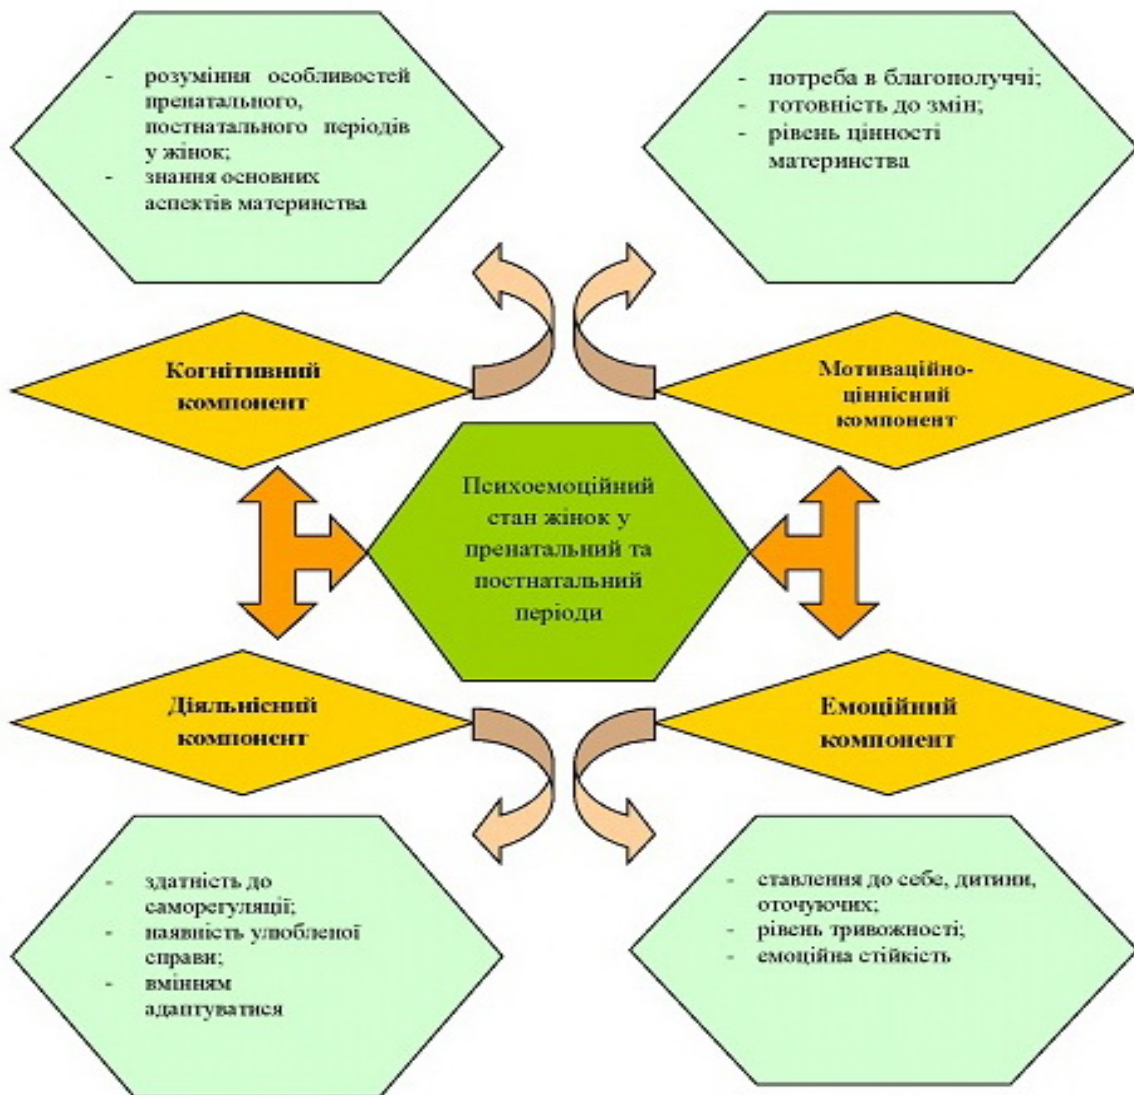 - розуміння особливостей
пренатального,
постнатального періодів
у жінок;
- знання основних
аспектів материнства
- потреба в благополуччі;
- готовність до змін;
- рівень цінності
материнства
Когнітивний
компонент
Мотиваційно-
ціннісний
компонент
Психоемоційний
стан жінок у
пренатальний та
постнатальний
періоди
Діяльнісний
компонент
Емоційний
компонент
- здатність до
саморегуляції;
- наявність улюбленої
справи;
- вмінням
адаптуватися
- ставлення до себе, дитини,
оточуючих;
- рівень тривожності;
- емоційна стійкість